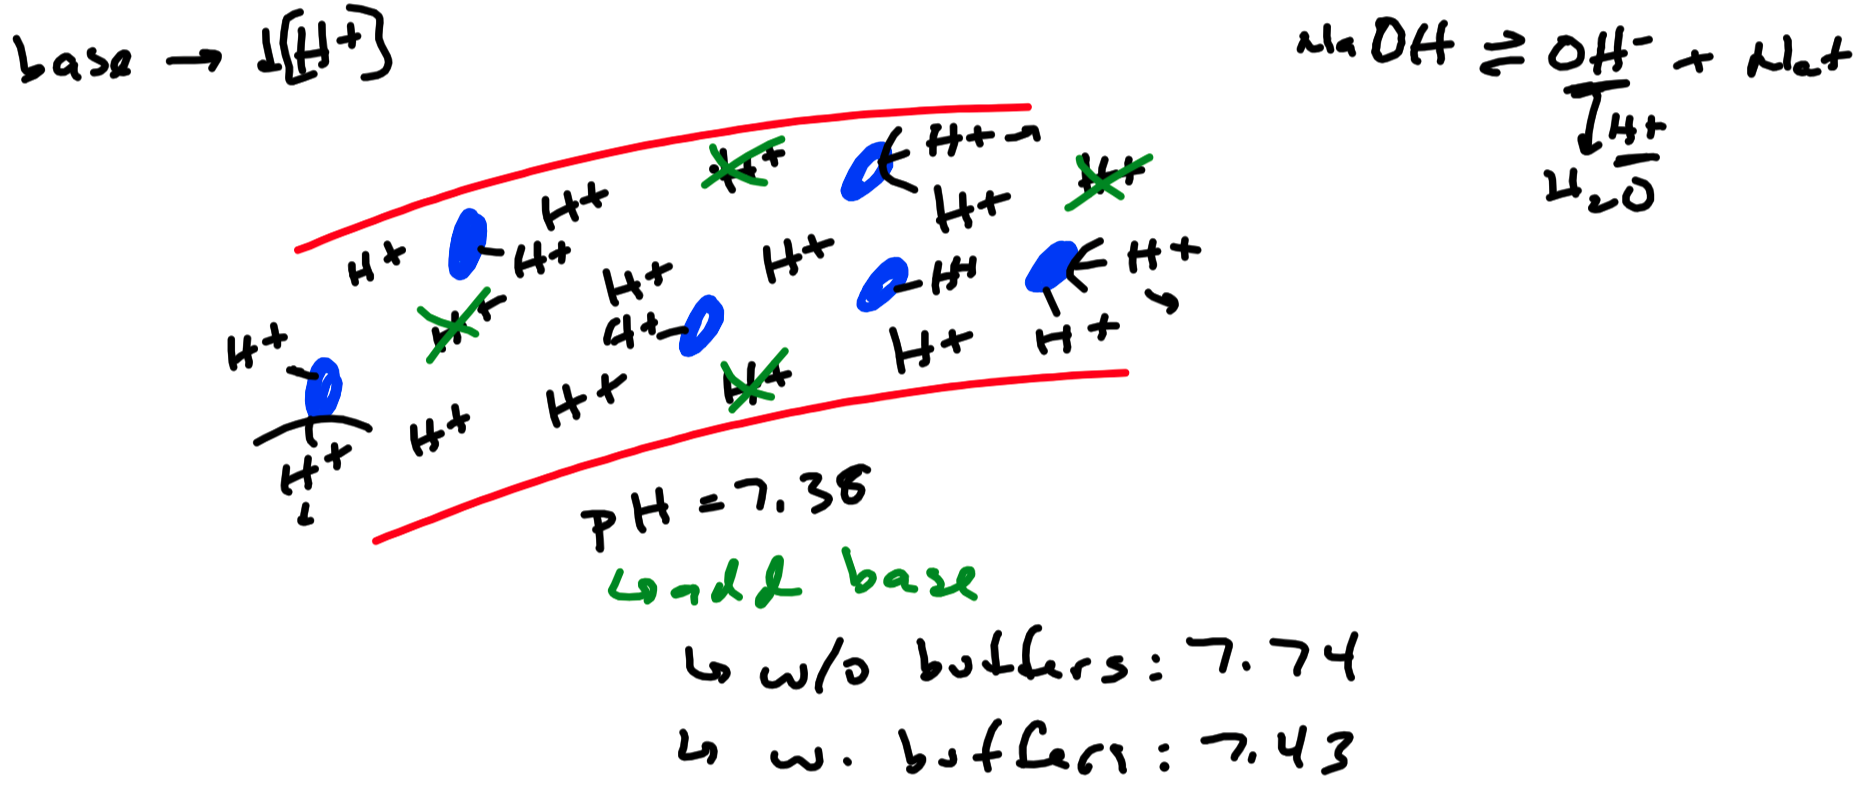 base → ↓[H+]
NaOH ⇌ OH- + Na+
H+
H2O
H+ H+ →
H+
H+ H+
H+ H+ H+ H+
H+ H+ H+
H+ H+
H+ H+ H+
H+ H+ H+
H+ H+
H+
pH = 7.38
↳ add base
↳ w/o buffers: 7.74
↳ w. buffers: 7.43